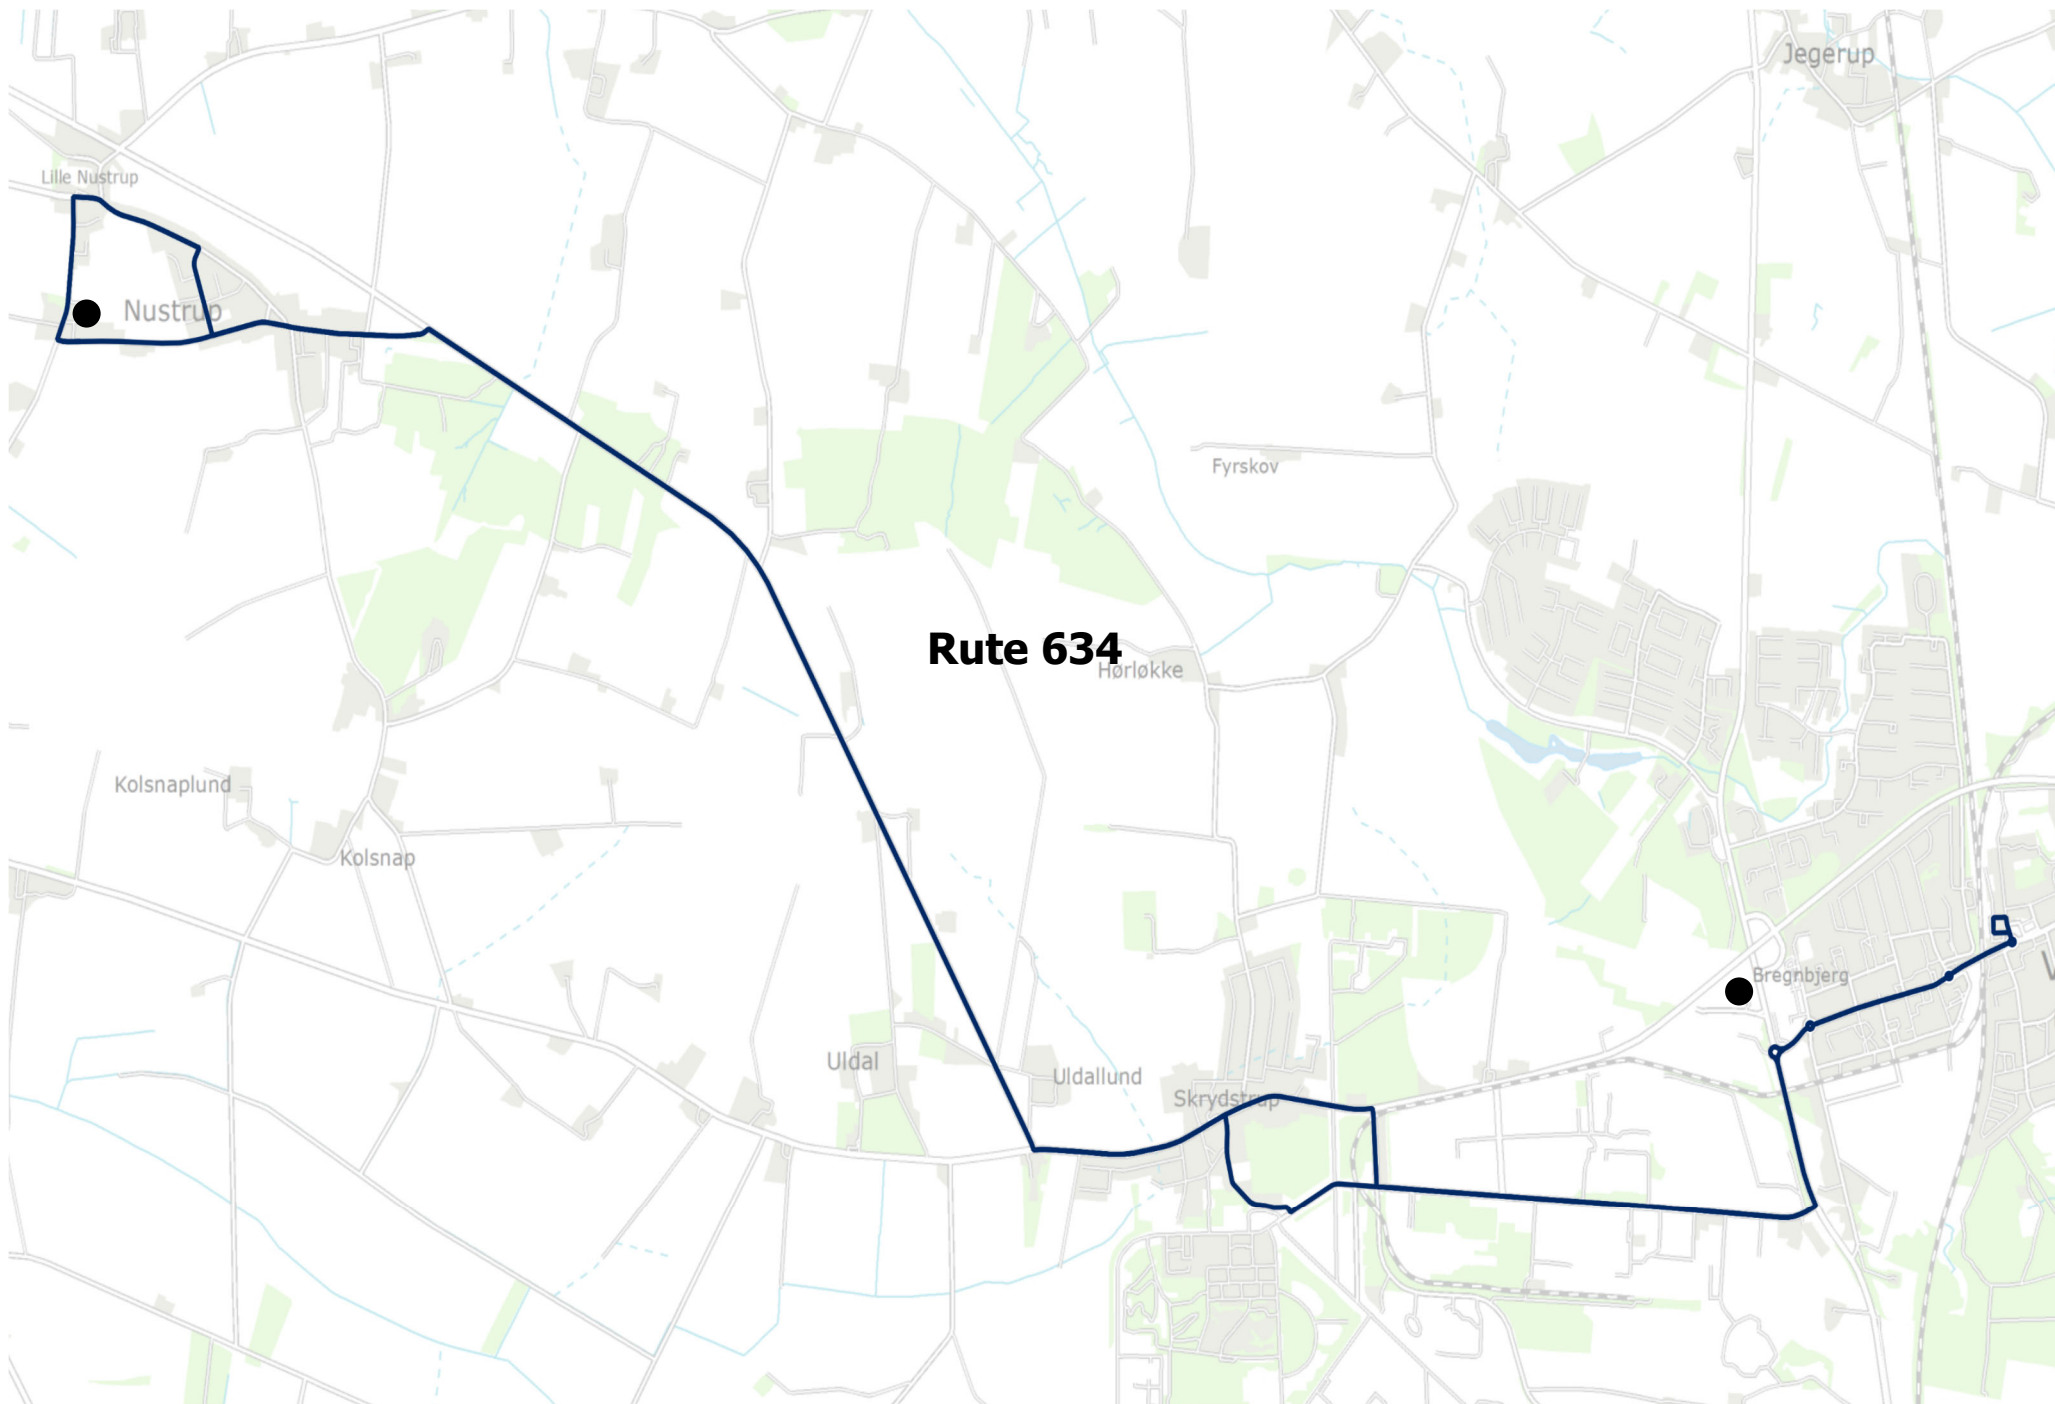 Jegerup
Lille Nustrup
Nustrup
Fyrskov
Rute 634
Hørløkke
Kolsnaplund
Kolsnap
Bregnbjerg
Uldal
Uldallund
Skrydstrup